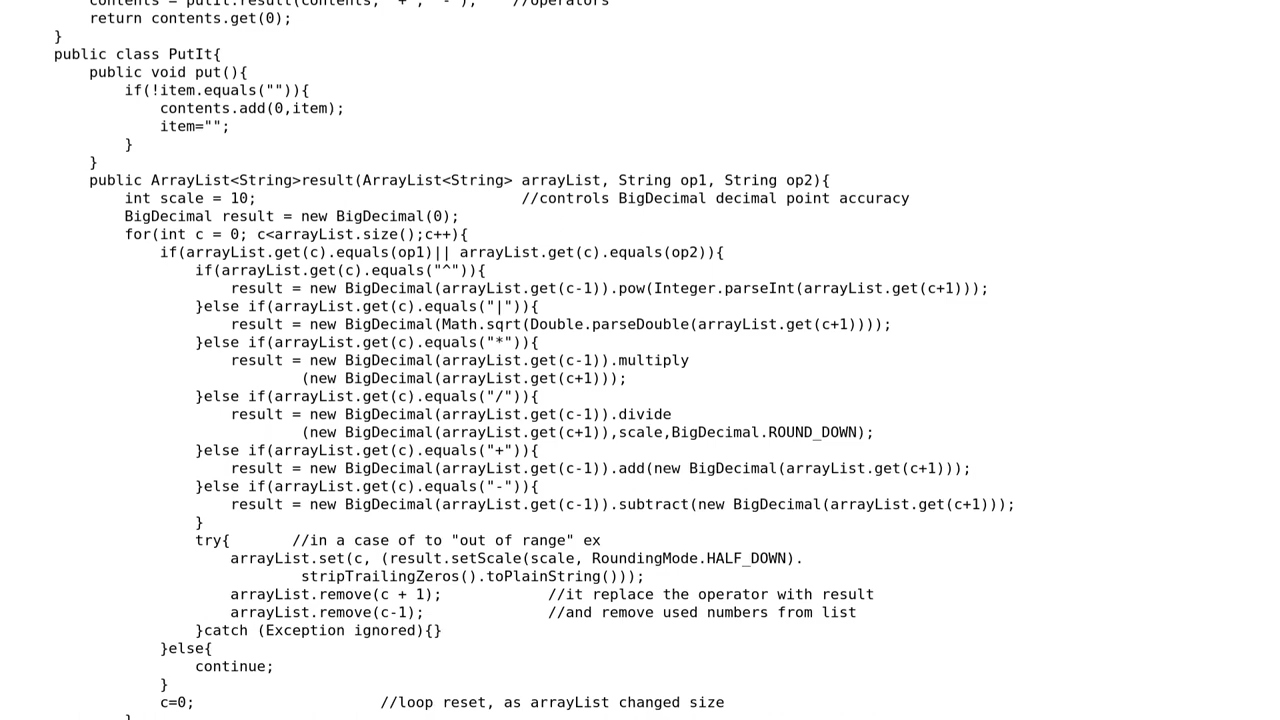 contents = putIt.result(contents, "+", "-");    //operators
        return contents.get(0);
    }
    public class PutIt{
        public void put(){
            if(!item.equals("")){
                contents.add(0,item);
                item="";
            }
        }
        public ArrayList<String>result(ArrayList<String> arrayList, String op1, String op2){
            int scale = 10;                              //controls BigDecimal decimal point accuracy
            BigDecimal result = new BigDecimal(0);
            for(int c = 0; c<arrayList.size();c++){
                if(arrayList.get(c).equals(op1)|| arrayList.get(c).equals(op2)){
                    if(arrayList.get(c).equals("^")){
                        result = new BigDecimal(arrayList.get(c-1)).pow(Integer.parseInt(arrayList.get(c+1)));
                    }else if(arrayList.get(c).equals("|")){
                        result = new BigDecimal(Math.sqrt(Double.parseDouble(arrayList.get(c+1))));
                    }else if(arrayList.get(c).equals("*")){
                        result = new BigDecimal(arrayList.get(c-1)).multiply
                                (new BigDecimal(arrayList.get(c+1)));
                    }else if(arrayList.get(c).equals("/")){
                        result = new BigDecimal(arrayList.get(c-1)).divide
                                (new BigDecimal(arrayList.get(c+1)),scale,BigDecimal.ROUND_DOWN);
                    }else if(arrayList.get(c).equals("+")){
                        result = new BigDecimal(arrayList.get(c-1)).add(new BigDecimal(arrayList.get(c+1)));
                    }else if(arrayList.get(c).equals("-")){
                        result = new BigDecimal(arrayList.get(c-1)).subtract(new BigDecimal(arrayList.get(c+1)));
                    }
                    try{       //in a case of to "out of range" ex
                        arrayList.set(c, (result.setScale(scale, RoundingMode.HALF_DOWN).
                                stripTrailingZeros().toPlainString()));
                        arrayList.remove(c + 1);            //it replace the operator with result
                        arrayList.remove(c-1);              //and remove used numbers from list
                    }catch (Exception ignored){}
                }else{
                    continue;
                }
                c=0;                     //loop reset, as arrayList changed size
            }